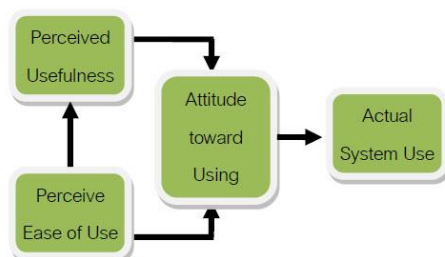 Perceived
Usefulness
Attitude
toward
Using
Actual
System Use
Perceive
Ease of Use